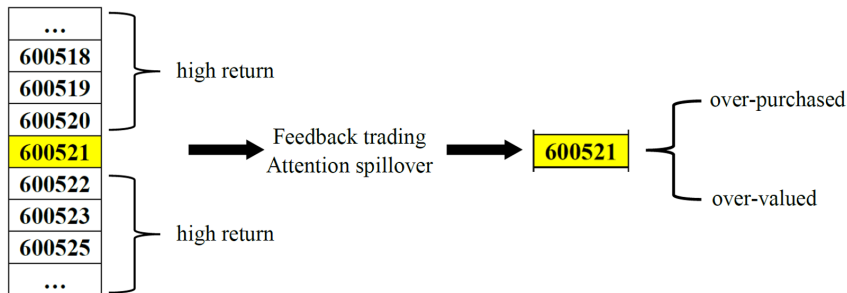 ...
600518
600519
600520
600521
600522
600523
600525
...
high return
high return
Feedback trading
Attention spillover
600521
over-purchased
over-valued